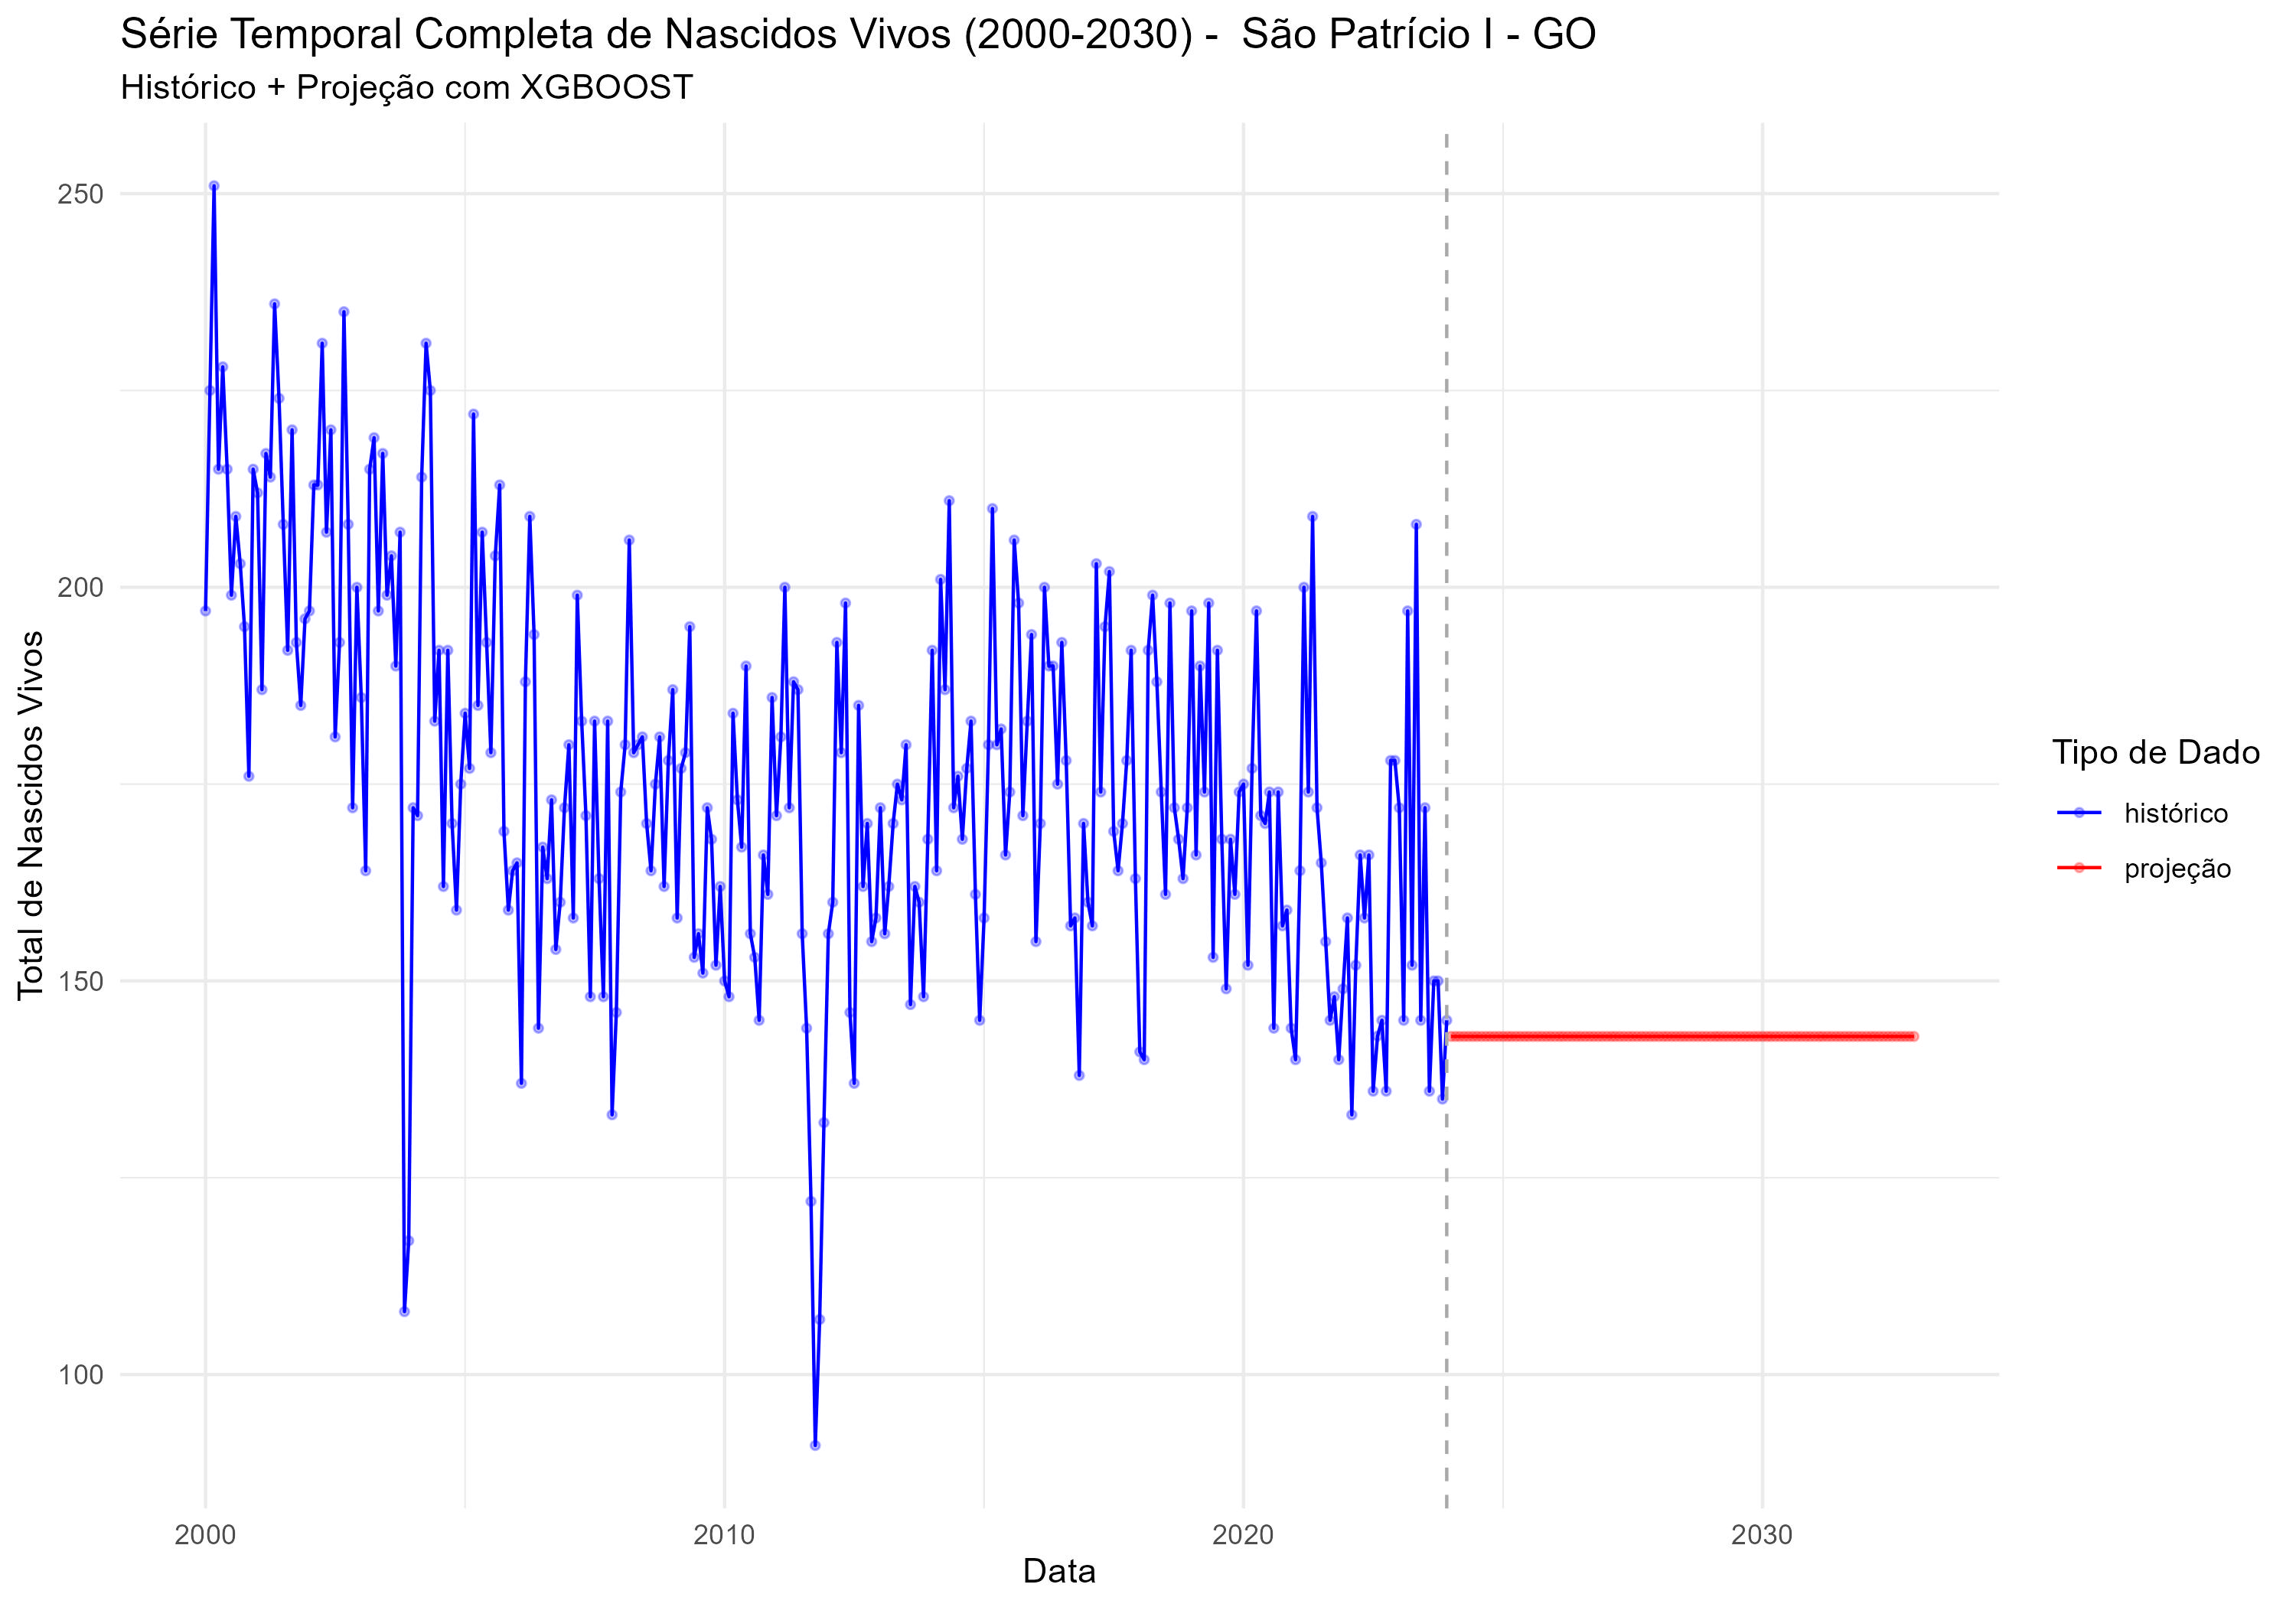 Série Temporal Completa de Nascidos Vivos (2000-2030) -  São Patrício I - GO
Histórico + Projeção com XGBOOST
Total de Nascidos Vivos
250
200
150
100
2000
2010
2020
2030
Data
Tipo de Dado
histórico
projeção